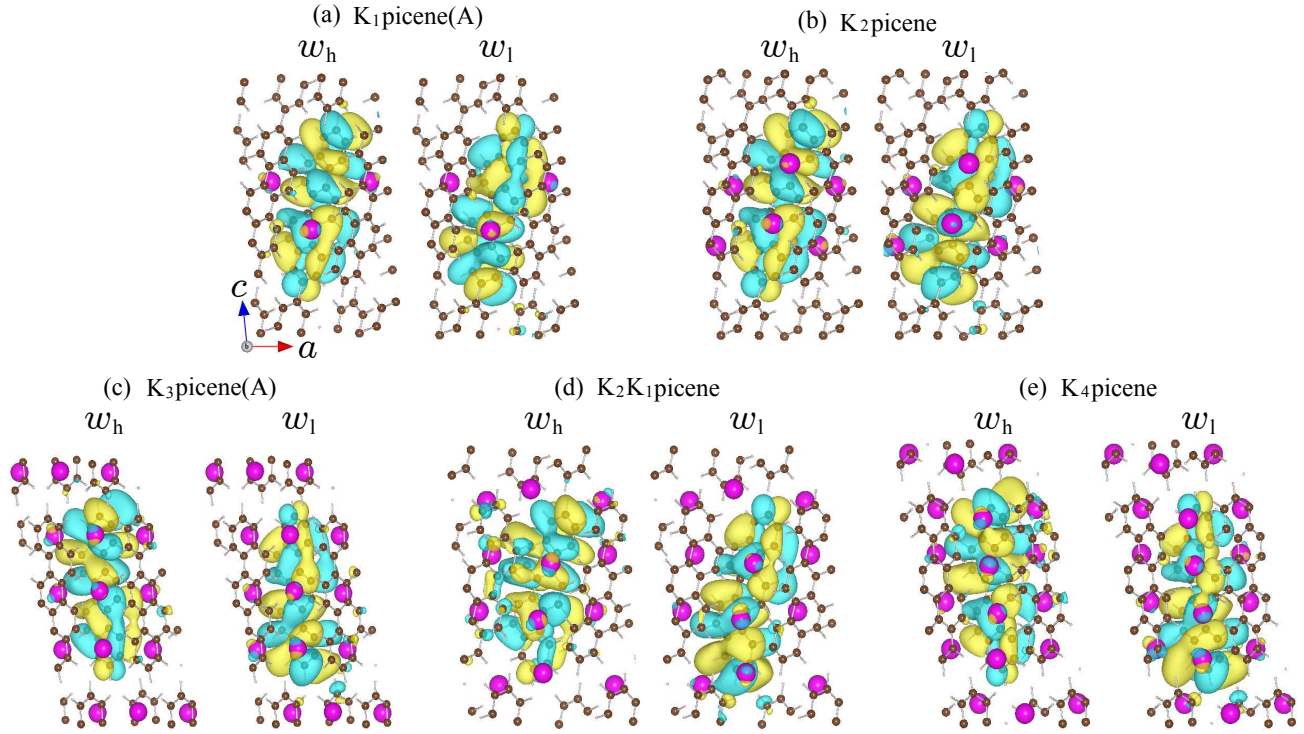 (a) K₁picene(A)
wₕ wₗ
(b) K₂picene
wₕ wₗ
c
b
a
(c) K₃picene(A)
wₕ wₗ
(d) K₂K₁picene
wₕ wₗ
(e) K₄picene
wₕ wₗ